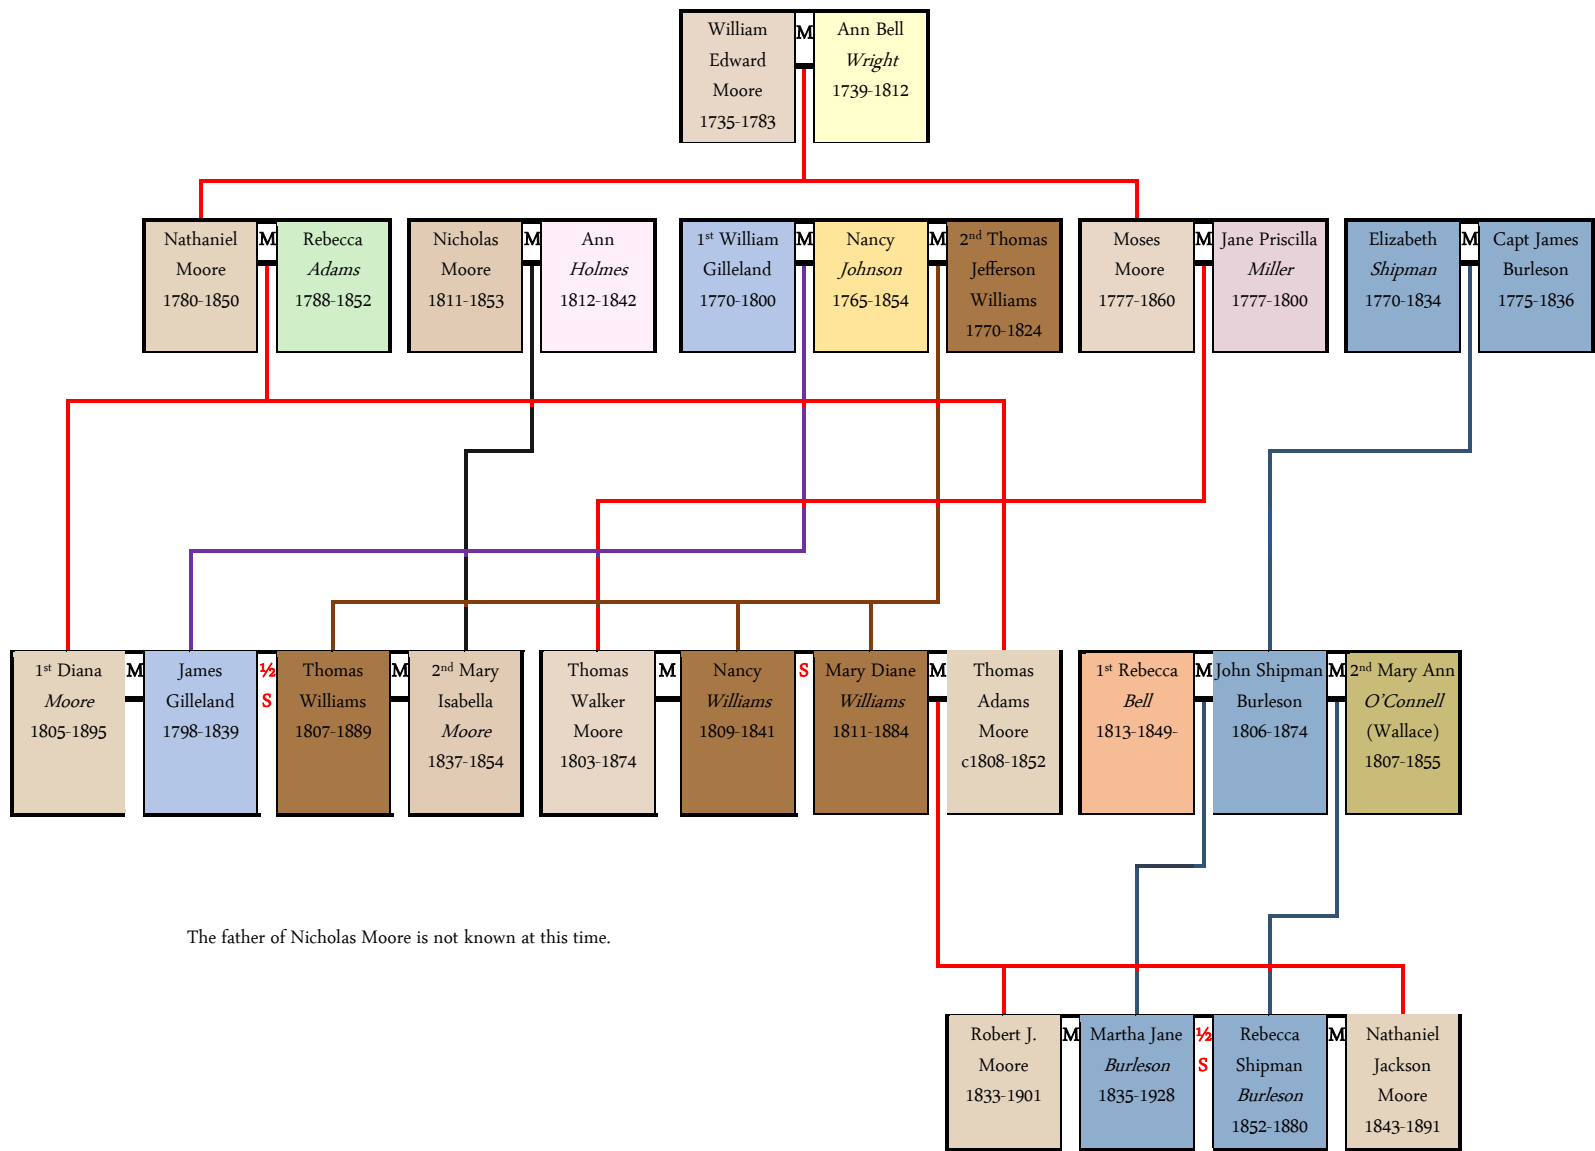 William
Edward
Moore
1735-1783
M
Ann Bell
Wright
1739-1812
Nathaniel
Moore
1780-1850
M
Rebecca
Adams
1788-1852
Nicholas
Moore
1811-1853
M
Ann
Holmes
1812-1842
1st William
Gilleland
1770-1800
M
Nancy
Johnson
1765-1854
M
2nd Thomas
Jefferson
Williams
1770-1824
Moses
Moore
1777-1860
M
Jane Priscilla
Miller
1777-1800
Elizabeth
Shipman
1770-1834
M
Capt James
Burleson
1775-1836
1st Diana
Moore
1805-1895
M
James
Gilleland
1798-1839
½
S
Thomas
Williams
1807-1889
M
2nd Mary
Isabella
Moore
1837-1854
Thomas
Walker
Moore
1803-1874
M
Nancy
Williams
1809-1841
S
Mary Diane
Williams
1811-1884
M
Thomas
Adams
Moore
c1808-1852
1st Rebecca
Bell
1813-1849-
M
John Shipman
Burleson
1806-1874
M
2nd Mary Ann
O'Connell
(Wallace)
1807-1855
The father of Nicholas Moore is not known at this time.
Robert J.
Moore
1833-1901
M
Martha Jane
Burleson
1835-1928
½
S
Rebecca
Shipman
Burleson
1852-1880
M
Nathaniel
Jackson
Moore
1843-1891